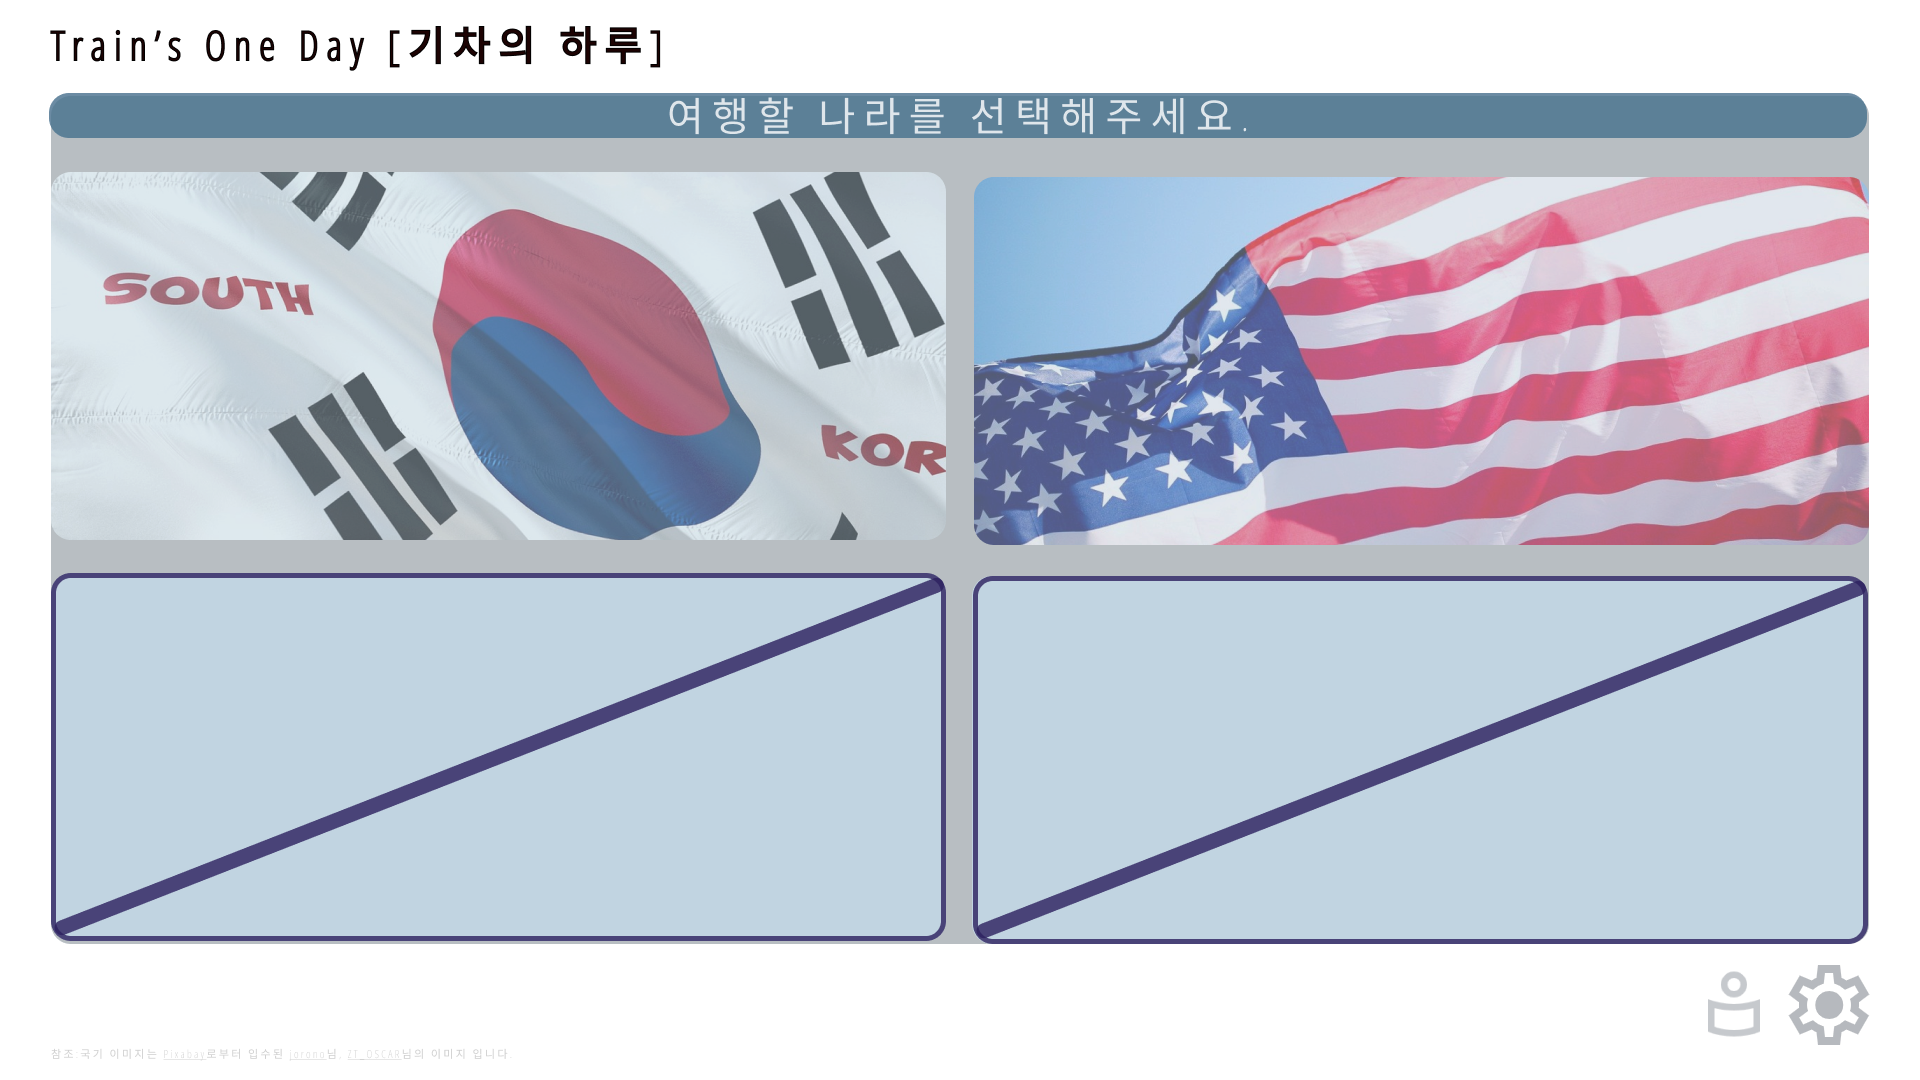 Train's One Day [기차의 하루]
여행할 나라를 선택해주세요.
SOUTH
KOR
참조:국기 이미지는 Pixabay로부터 입수된 jorono님, ZT_OSCAR님의 이미지 입니다.